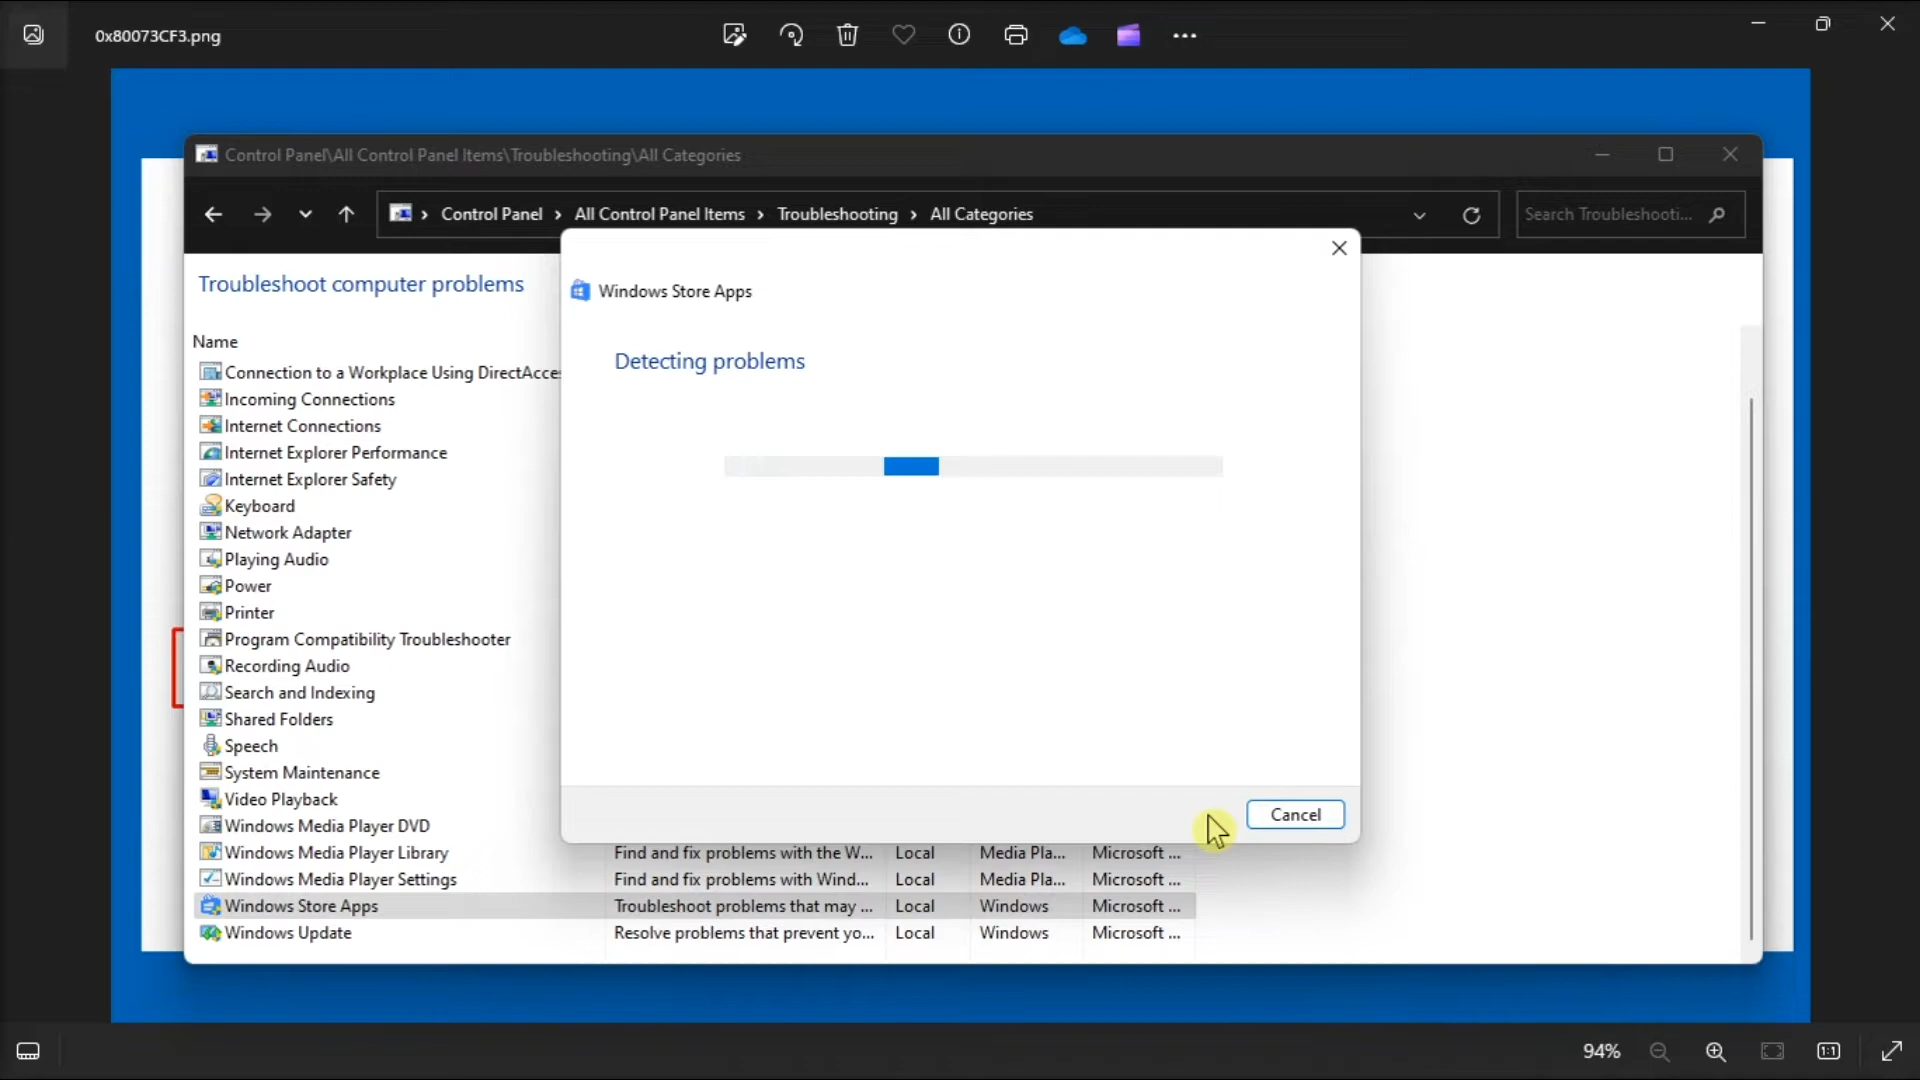 0x80073CF3.png
Control Panel\All Control Panel Items\Troubleshooting\All Categories
Control Panel > All Control Panel Items > Troubleshooting > All Categories
Search Troubleshooti...
Troubleshoot computer problems
Windows Store Apps
Detecting problems
Cancel
Name
Connection to a Workplace Using DirectAcce
Incoming Connections
Internet Connections
Internet Explorer Performance
Internet Explorer Safety
Keyboard
Network Adapter
Playing Audio
Power
Printer
Program Compatibility Troubleshooter
Recording Audio
Search and Indexing
Shared Folders
Speech
System Maintenance
Video Playback
Windows Media Player DVD
Windows Media Player Library Find and fix problems with the W... Local Media Pla... Microsoft ...
Windows Media Player Settings Find and fix problems with Wind... Local Media Pla... Microsoft ...
Windows Store Apps Troubleshoot problems that may ... Local Windows Microsoft ...
Windows Update Resolve problems that prevent yo... Local Windows Microsoft ...
94%
1:1